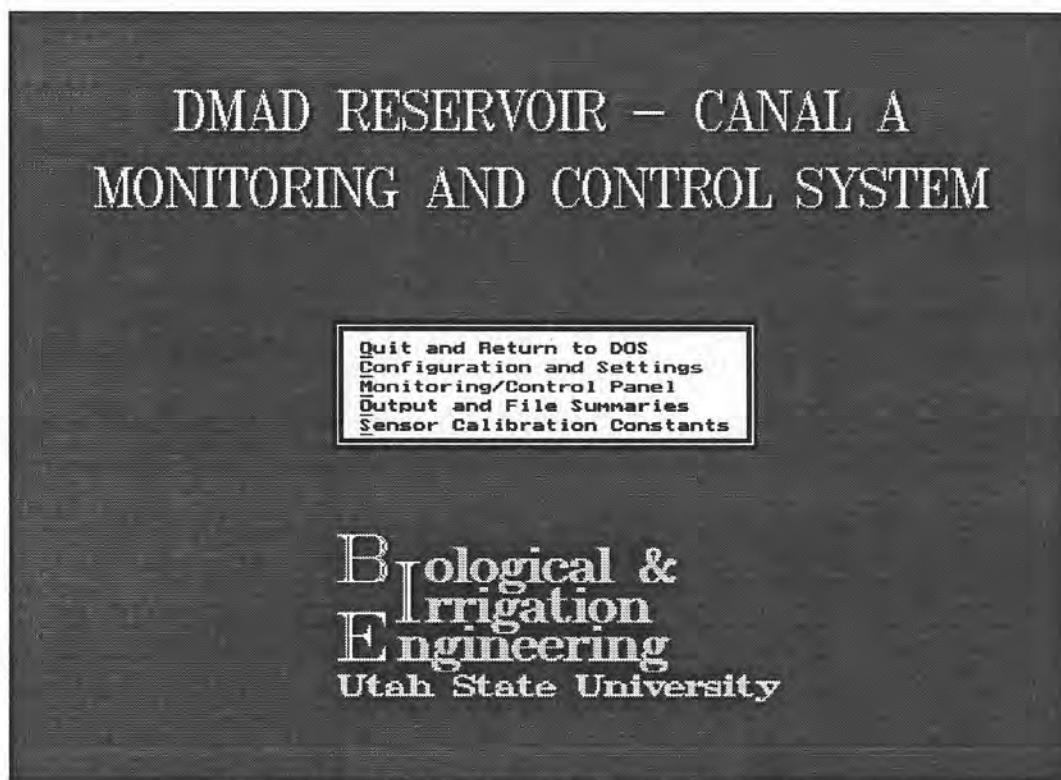 DMAD RESERVOIR — CANAL A
MONITORING AND CONTROL SYSTEM
Quit and Return to DOS
Configuration and Settings
Monitoring/Control Panel
Output and File Summaries
Sensor Calibration Constants
Biological &
Irrigation
Engineering
Utah State University